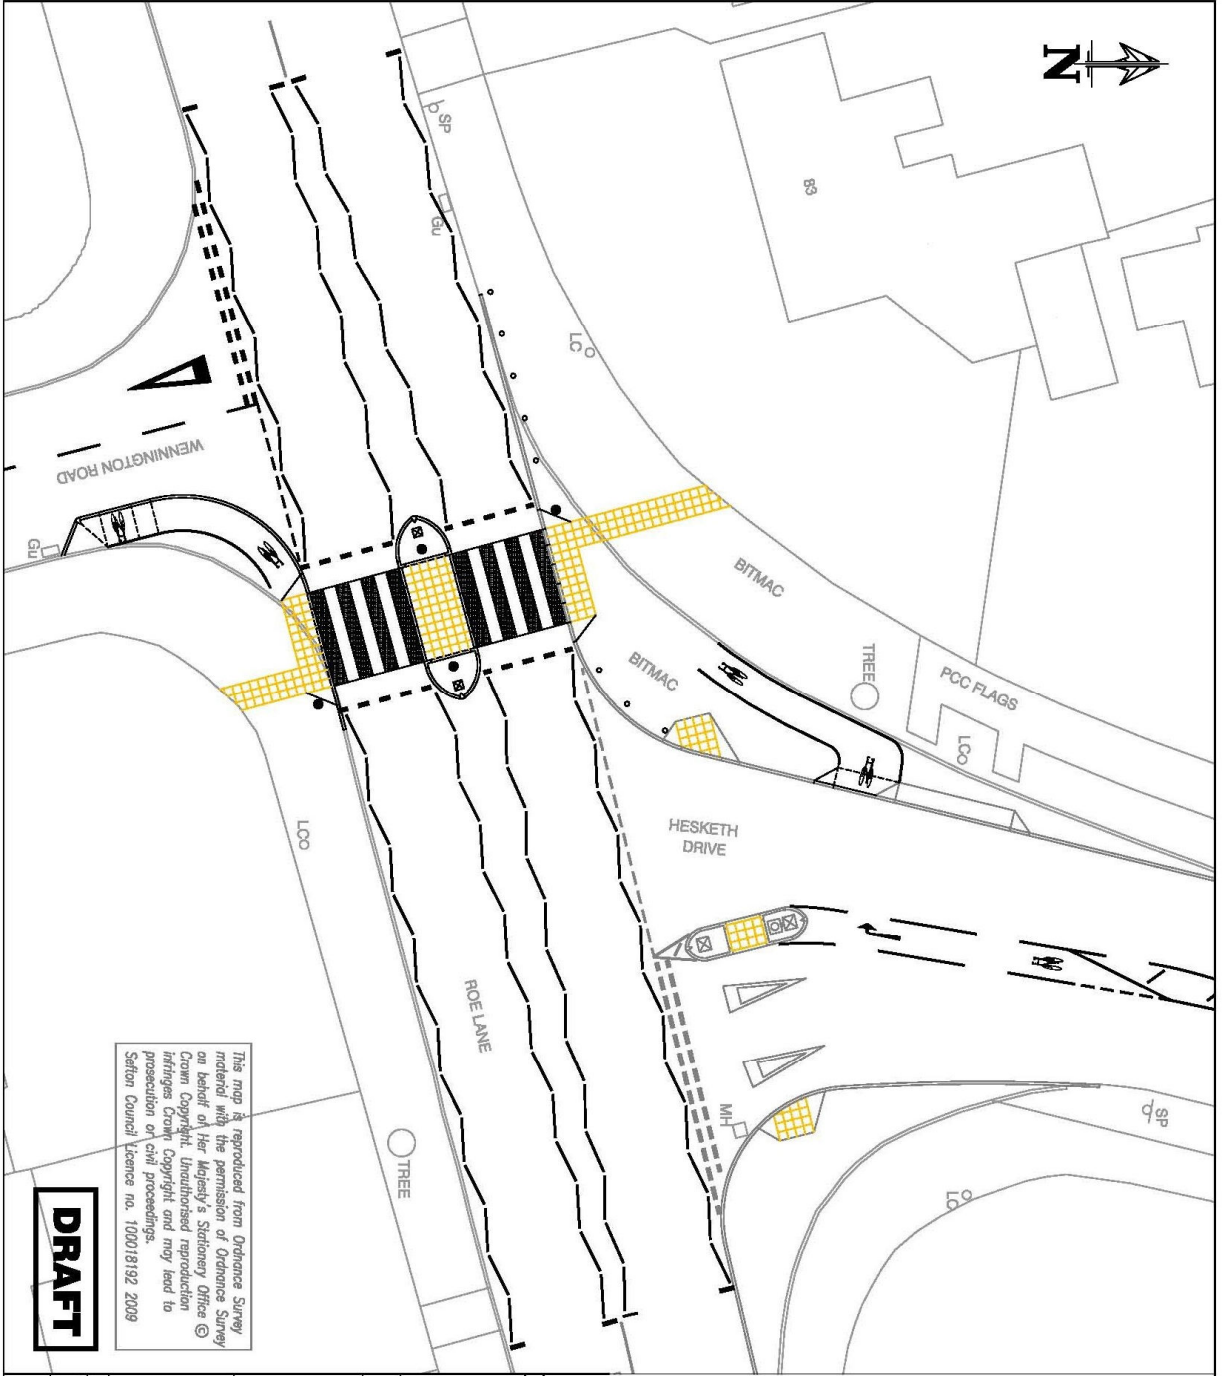 N
SP
Gu
83
LC
WENNINGTON ROAD
Gu
BITMAC
BITMAC
TREE
PCC FLAGS
LCO
HESKETH
DRIVE
LCO
ROE LANE
MH
SP
LC
TREE
This map is reproduced from Ordnance Survey
material with the permission of Ordnance Survey
on behalf of Her Majesty's Stationery Office ©
Crown Copyright. Unauthorised reproduction
infringes Crown Copyright and may lead to
prosecution or civil proceedings.
Sefton Council Licence no. 100018192 2009
DRAFT